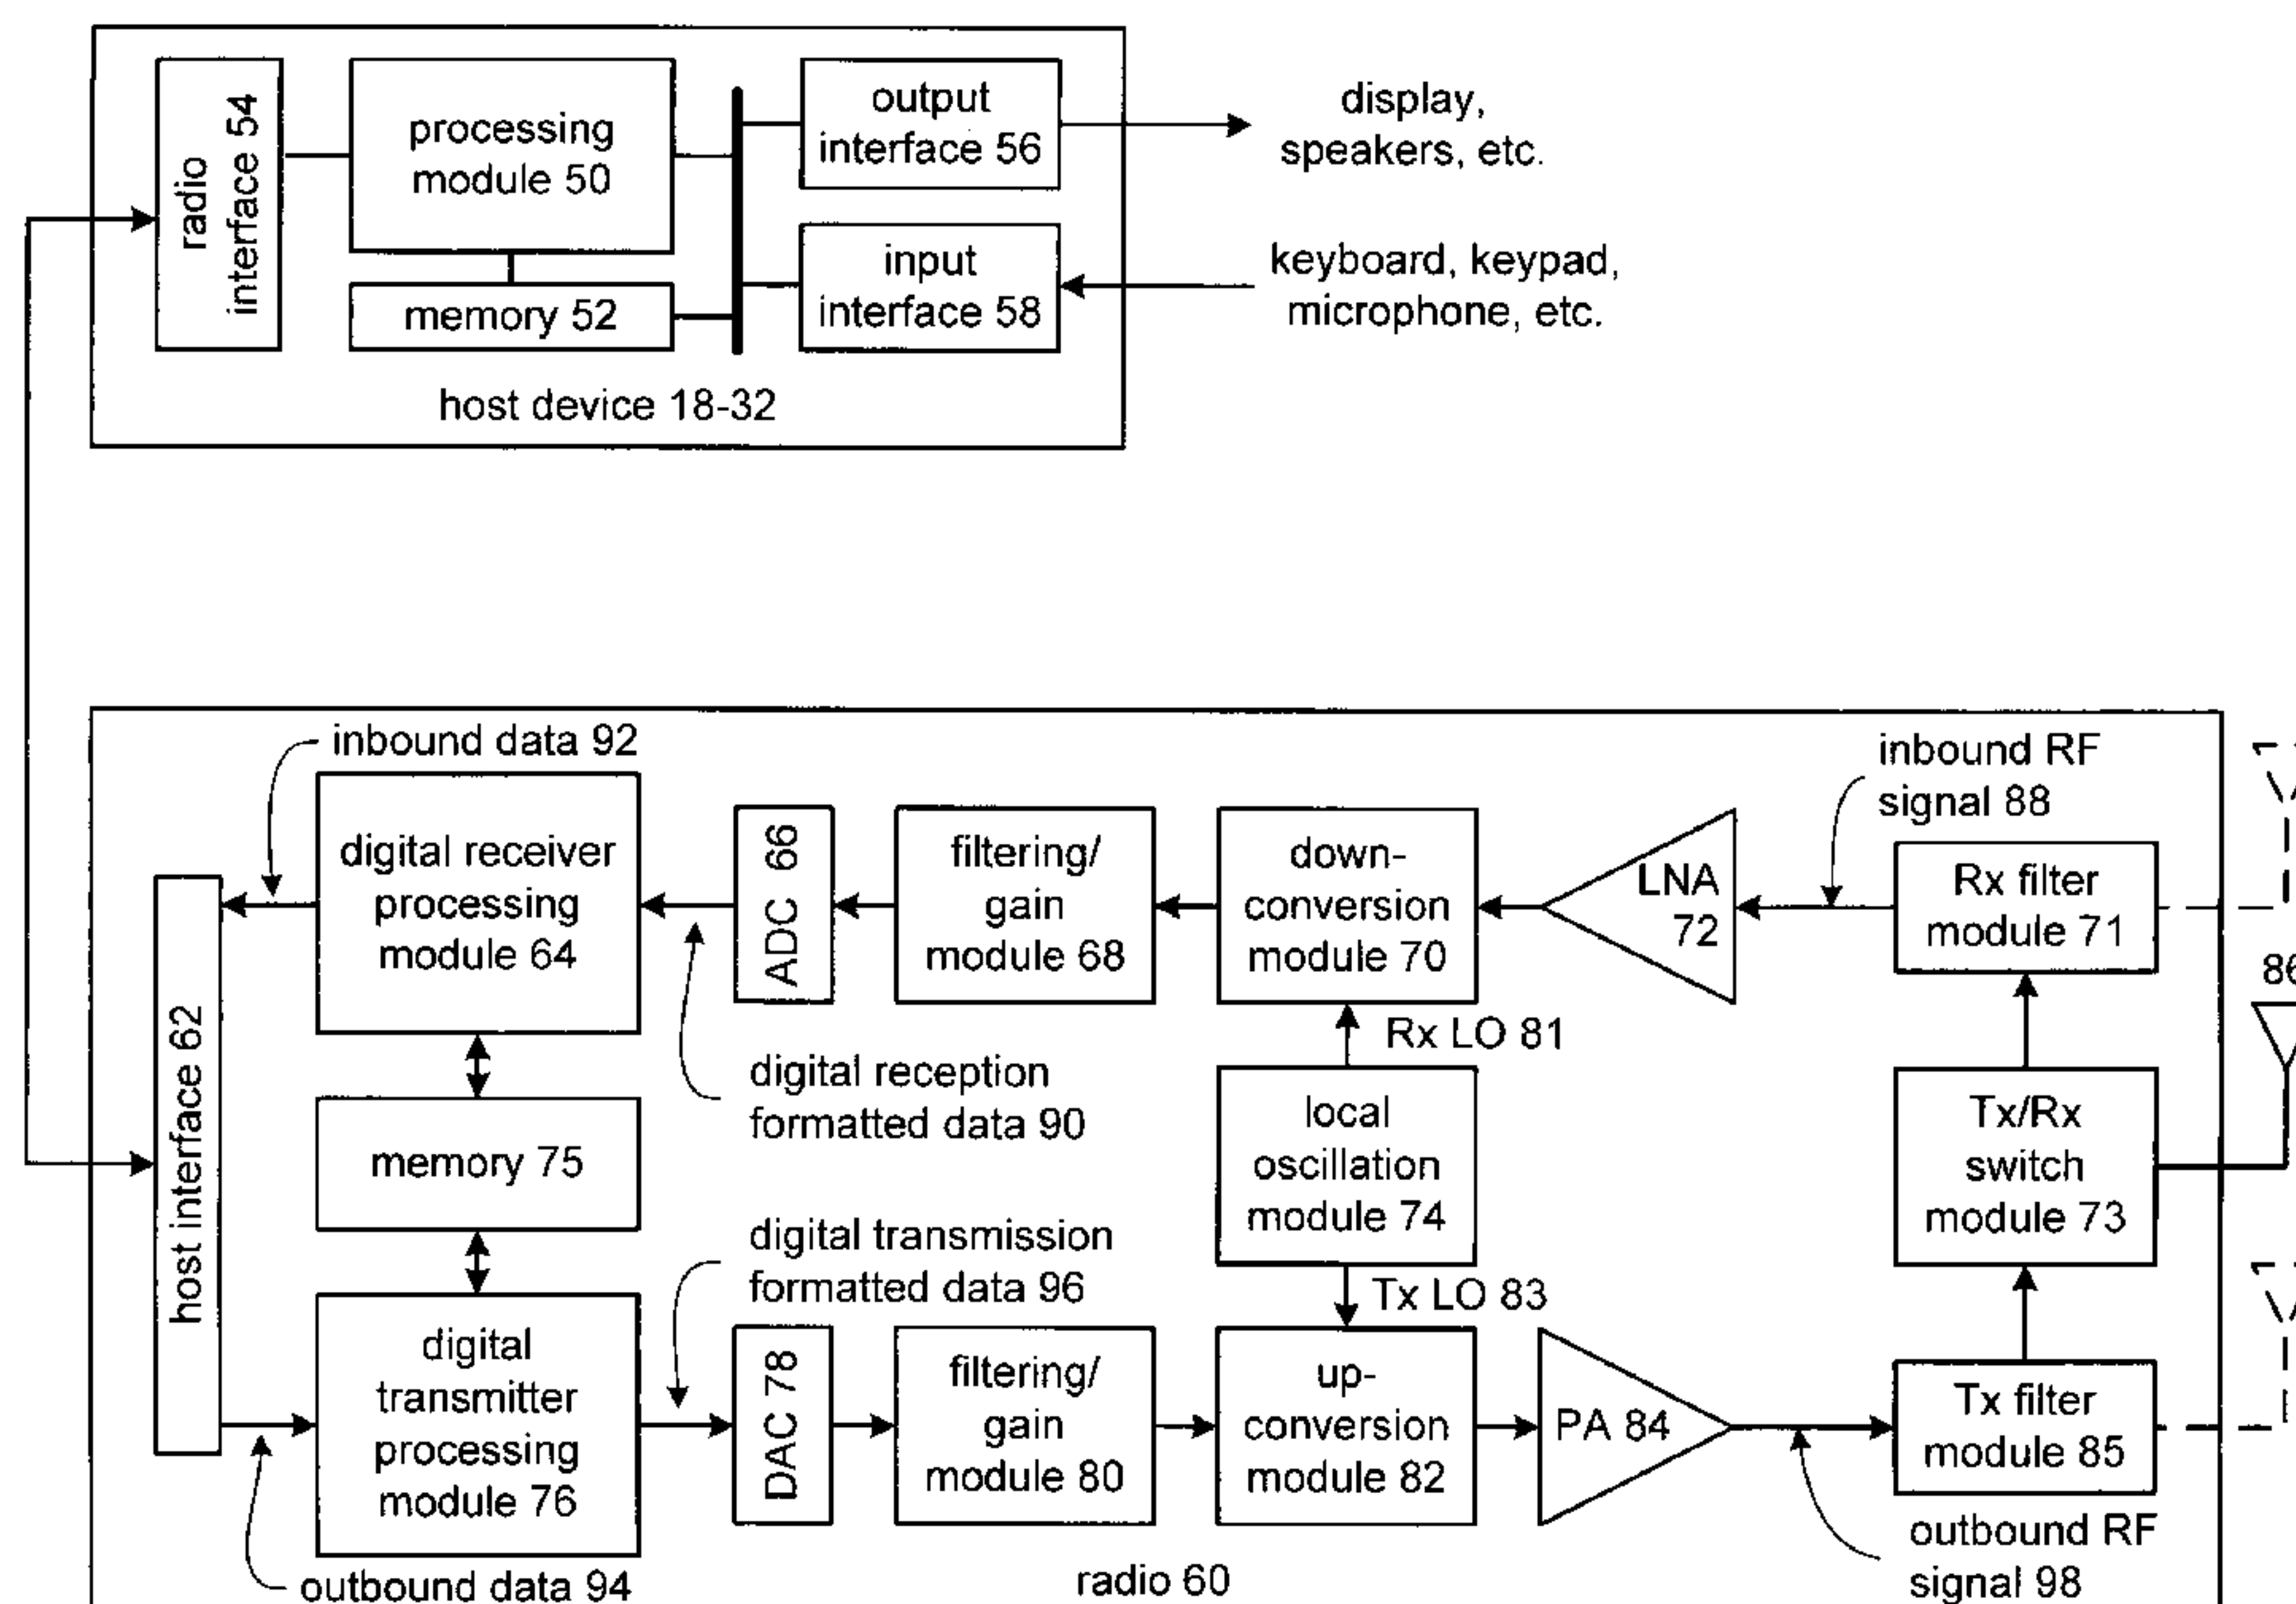 radio
interface 54
processing
module 50
memory 52
output
interface 56
input
interface 58
display,
speakers, etc.
keyboard, keypad,
microphone, etc.
host device 18-32
inbound data 92
inbound RF
signal 88
host interface 62
digital receiver
processing
module 64
ADC 66
filtering/
gain
module 68
down-
conversion
module 70
LNA
72
Rx filter
module 71
86
Rx LO 81
digital reception
formatted data 90
memory 75
local
oscillation
module 74
Tx/Rx
switch
module 73
digital transmission
formatted data 96
Tx LO 83
digital
transmitter
processing
module 76
DAC 78
filtering/
gain
module 80
up-
conversion
module 82
PA 84
Tx filter
module 85
outbound data 94
radio 60
outbound RF
signal 98